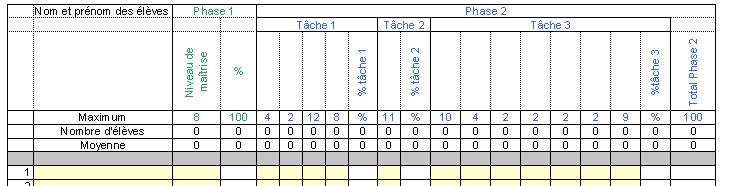 Nom et prénom des élèves Phase 1 Phase 2
Tâche 1 Tâche 2 Tâche 3
Niveau de maîtrise % % tâche 1 % tâche 2 %tâche 3 Total Phase 2
Maximum 8 100 4 2 12 8 % 11 % 10 4 2 2 2 2 9 % 100
Nombre d'élèves 0 0 0 0 0 0 0 0 0 0 0 0 0 0 0 0 0 0
Moyenne 0 0 0 0 0 0 0 0 0 0 0 0 0 0 0 0 0 0
1